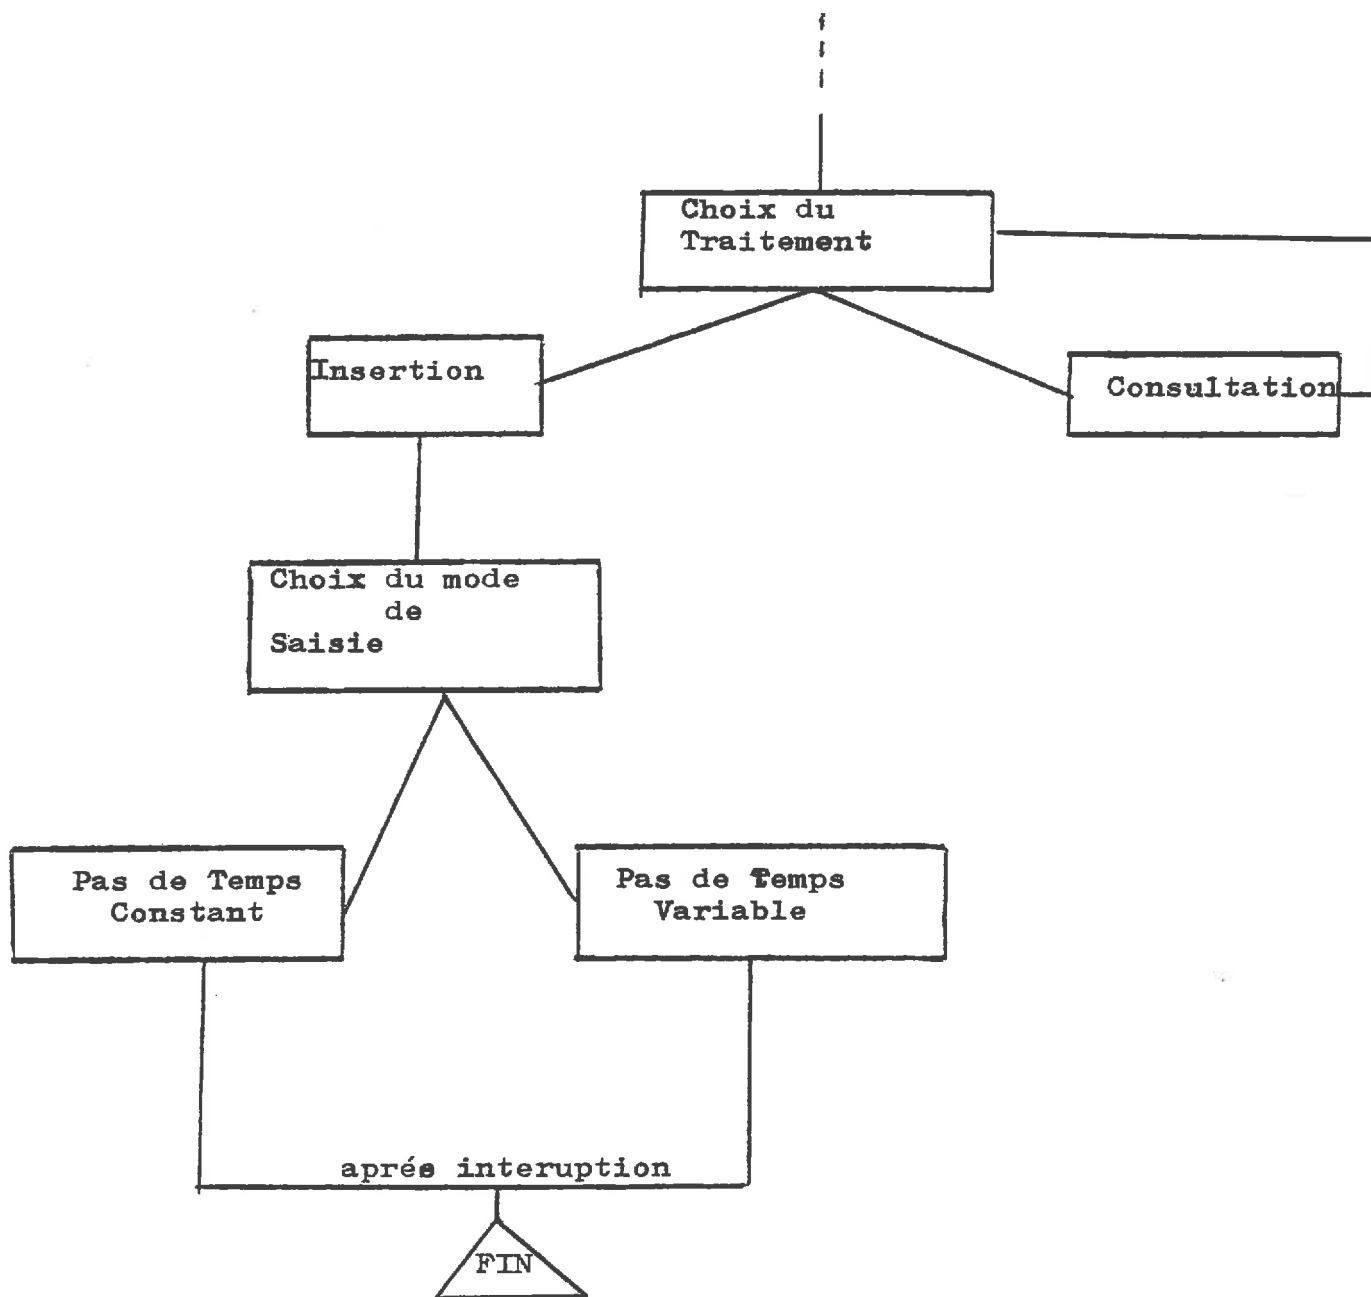 Choix du
Traitement
Insertion
Consultation
Choix du mode
de
Saisie
Pas de Temps
Constant
Pas de Temps
Variable
aprés interuption
FIN